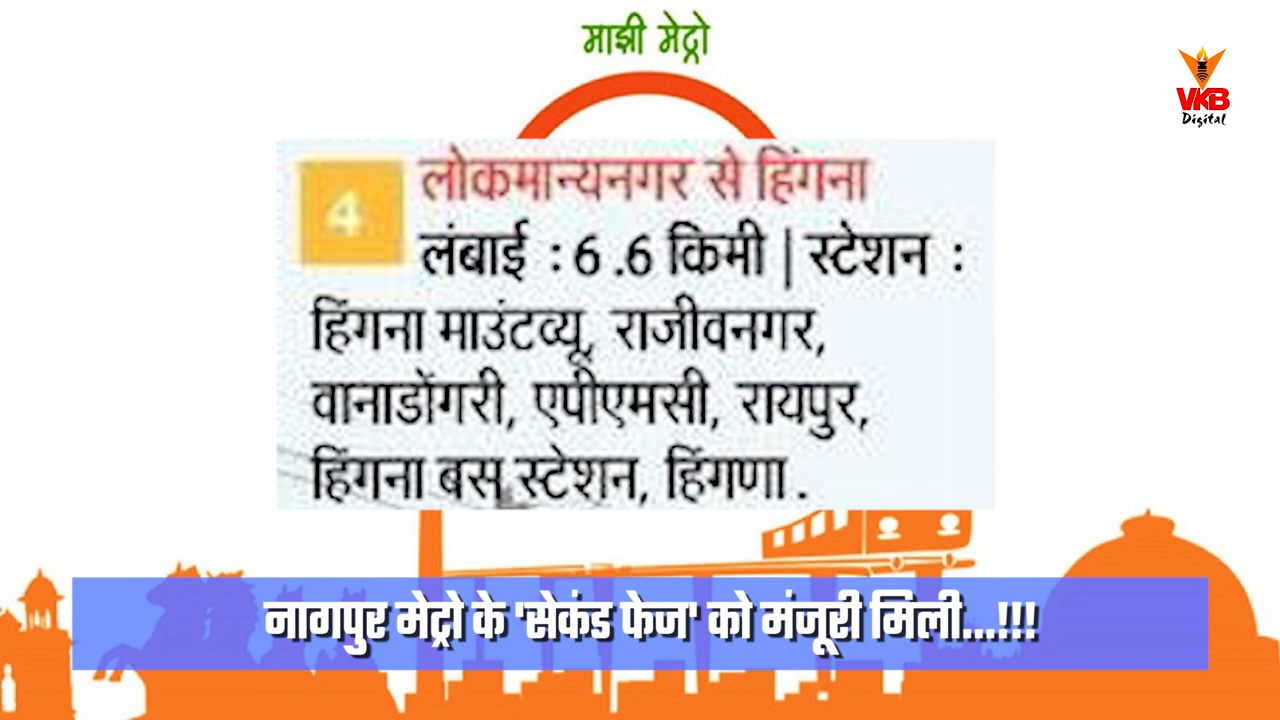 माझी मेट्रो
VKB
Digital
4 लोकमान्यनगर से हिंगना
लंबाई : 6 .6 किमी | स्टेशन :
हिंगना माउंटव्यू, राजीवनगर,
वानाडोंगरी, एपीएमसी, रायपुर,
हिंगना बस स्टेशन, हिंगणा .
नागपुर मेट्रो के 'सेकंड फेज' को मंजूरी मिली...!!!